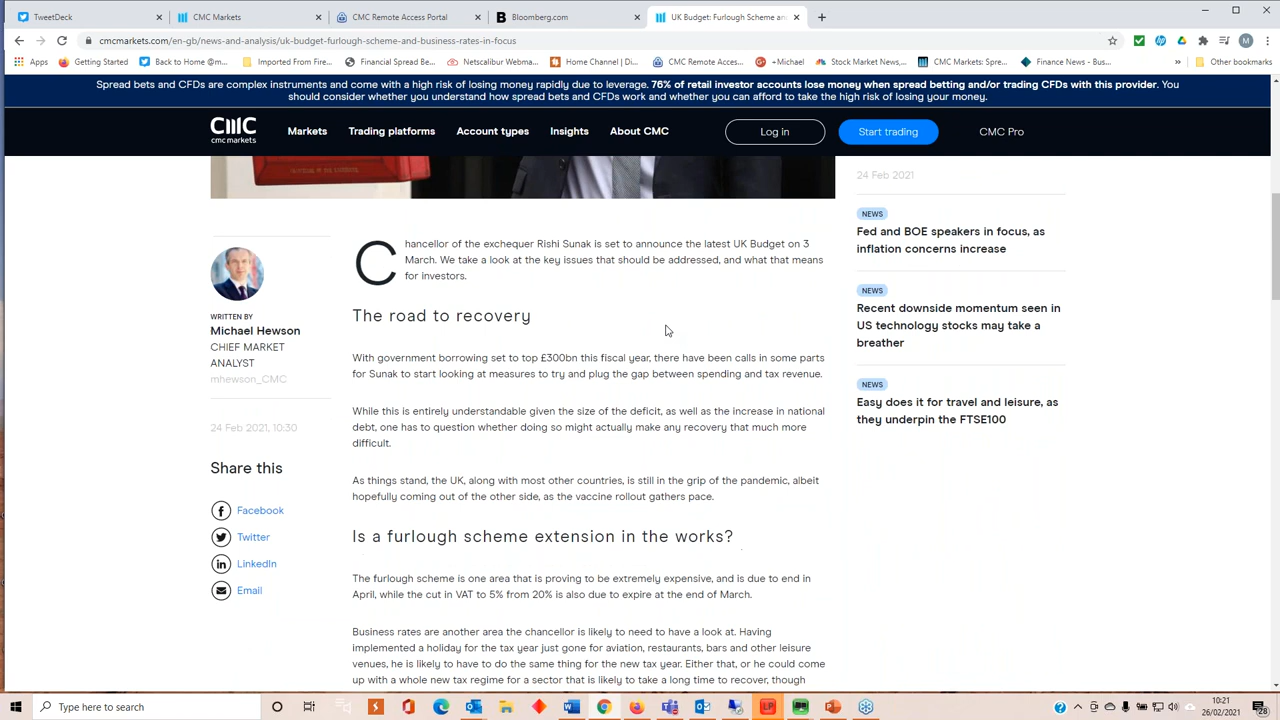 TweetDeck
CMC Markets
CMC Remote Access Portal
Bloomberg.com
UK Budget: Furlough Scheme an
cmcmarkets.com/en-gb/news-and-analysis/uk-budget-furlough-scheme-and-business-rates-in-focus
M
Apps
Getting Started
Back to Home @m...
Imported From Fire...
Financial Spread Be...
Netscalibur Webma...
Home Channel | Di...
CMC Remote Acces...
+Michael
Stock Market News,...
CMC Markets: Spre...
Finance News - Bus...
»
Other bookmarks
Spread bets and CFDs are complex instruments and come with a high risk of losing money rapidly due to leverage. 76% of retail investor accounts lose money when spread betting and/or trading CFDs with this provider. You
should consider whether you understand how spread bets and CFDs work and whether you can afford to take the high risk of losing your money.
cmc markets
Markets
Trading platforms
Account types
Insights
About CMC
Log in
Start trading
CMC Pro
24 Feb 2021
NEWS
Fed and BOE speakers in focus, as
inflation concerns increase
NEWS
Recent downside momentum seen in
US technology stocks may take a
breather
NEWS
Easy does it for travel and leisure, as
they underpin the FTSE100
WRITTEN BY
Michael Hewson
CHIEF MARKET
ANALYST
mhewson_CMC
24 Feb 2021, 10:30
Share this
Facebook
Twitter
LinkedIn
Email
Chancellor of the exchequer Rishi Sunak is set to announce the latest UK Budget on 3
March. We take a look at the key issues that should be addressed, and what that means
for investors.
The road to recovery
With government borrowing set to top £300bn this fiscal year, there have been calls in some parts
for Sunak to start looking at measures to try and plug the gap between spending and tax revenue.
While this is entirely understandable given the size of the deficit, as well as the increase in national
debt, one has to question whether doing so might actually make any recovery that much more
difficult.
As things stand, the UK, along with most other countries, is still in the grip of the pandemic, albeit
hopefully coming out of the other side, as the vaccine rollout gathers pace.
Is a furlough scheme extension in the works?
The furlough scheme is one area that is proving to be extremely expensive, and is due to end in
April, while the cut in VAT to 5% from 20% is also due to expire at the end of March.
Business rates are another area the chancellor is likely to need to have a look at. Having
implemented a holiday for the tax year just gone for aviation, restaurants, bars and other leisure
venues, he is likely to have to do the same thing for the new tax year. Either that, or he could come
up with a whole new tax regime for a sector that is likely to take a long time to recover, though
Type here to search
10:21
26/02/2021
28